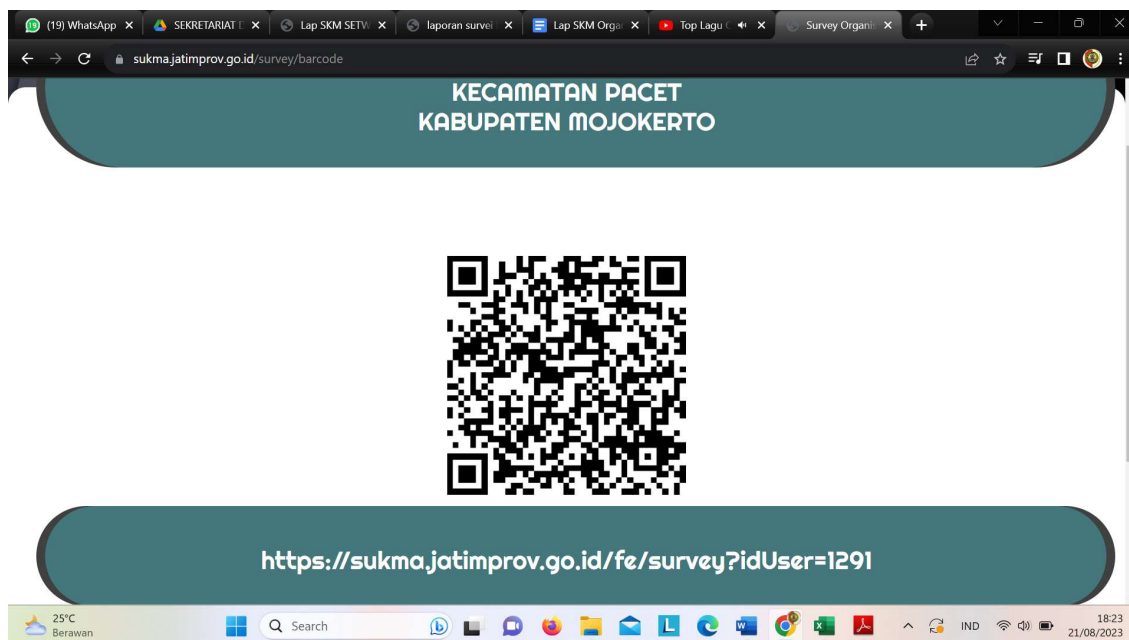 (19) WhatsApp
SEKRETARIAT D
Lap SKM SETW
laporan survei
Lap SKM Orga
Top Lagu
Survey Organis
sukma.jatimprov.go.id/survey/barcode
KECAMATAN PACET
KABUPATEN MOJOKERTO
https://sukma.jatimprov.go.id/fe/survey?idUser=1291
25°C
Berawan
Search
IND
18:23
21/08/2023